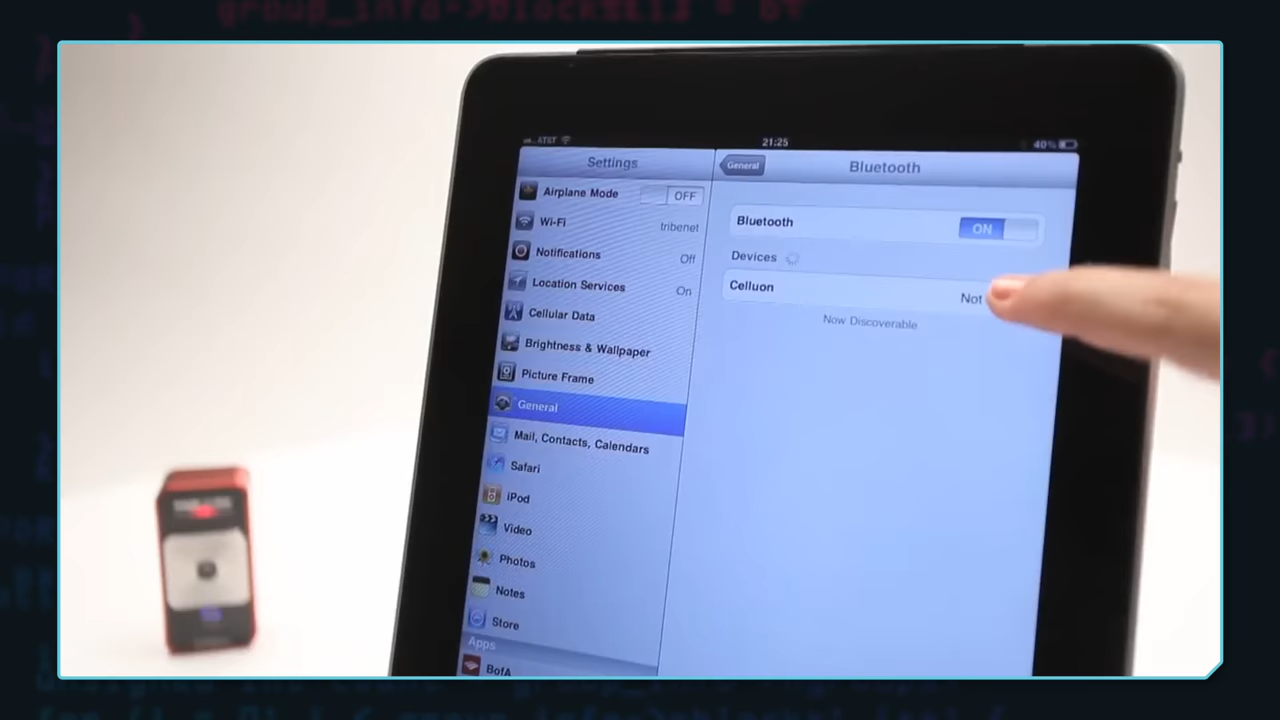 group_info->blocks[i] = b;
}
AT&T
21:25
40%
Settings
General
Bluetooth
Airplane Mode
OFF
Wi-Fi
tribenet
Notifications
Off
Location Services
On
Cellular Data
Brightness & Wallpaper
Picture Frame
General
Mail, Contacts, Calendars
Safari
iPod
Video
Photos
Notes
Store
Apps
BofA
Bluetooth
ON
Devices
Celluon
Not
Now Discoverable